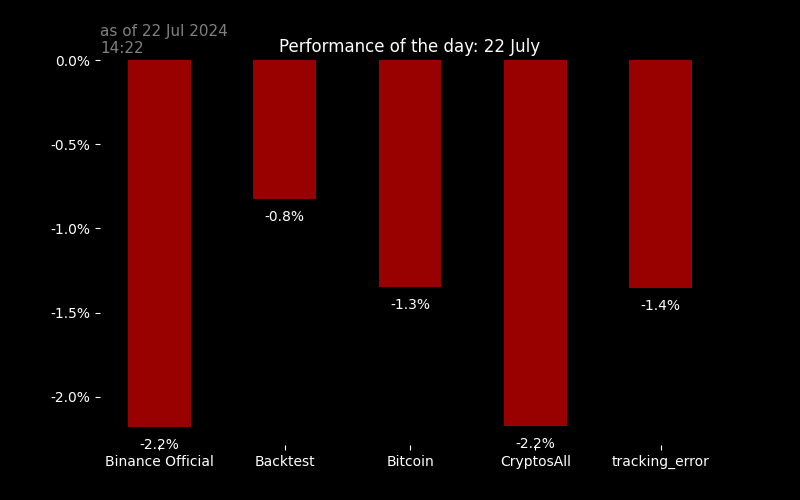 as of 22 Jul 2024
14:22
Performance of the day: 22 July
0.0%
-0.5%
-1.0%
-1.5%
-2.0%
-2.2%
-0.8%
-1.3%
-2.2%
-1.4%
Binance Official
Backtest
Bitcoin
CryptosAll
tracking_error